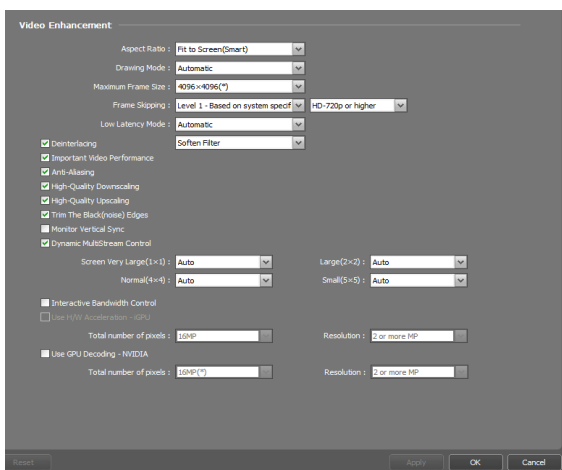 Video Enhancement
Aspect Ratio : Fit to Screen(Smart)
Drawing Mode : Automatic
Maximum Frame Size : 4096×4096(*)
Frame Skipping : Level 1 - Based on system specif HD-720p or higher
Low Latency Mode : Automatic
Deinterlacing Soften Filter
Important Video Performance
Anti-Aliasing
High-Quality Downscaling
High-Quality Upscaling
Trim The Black(noise) Edges
Monitor Vertical Sync
Dynamic MultiStream Control
Screen Very Large(1×1) : Auto Large(2×2) : Auto
Normal(4×4) : Auto Small(5×5) : Auto
Interactive Bandwidth Control
Use H/W Acceleration - iGPU
Total number of pixels : 16MP Resolution : 2 or more MP
Use GPU Decoding - NVIDIA
Total number of pixels : 16MP(*) Resolution : 2 or more MP
Reset Apply OK Cancel